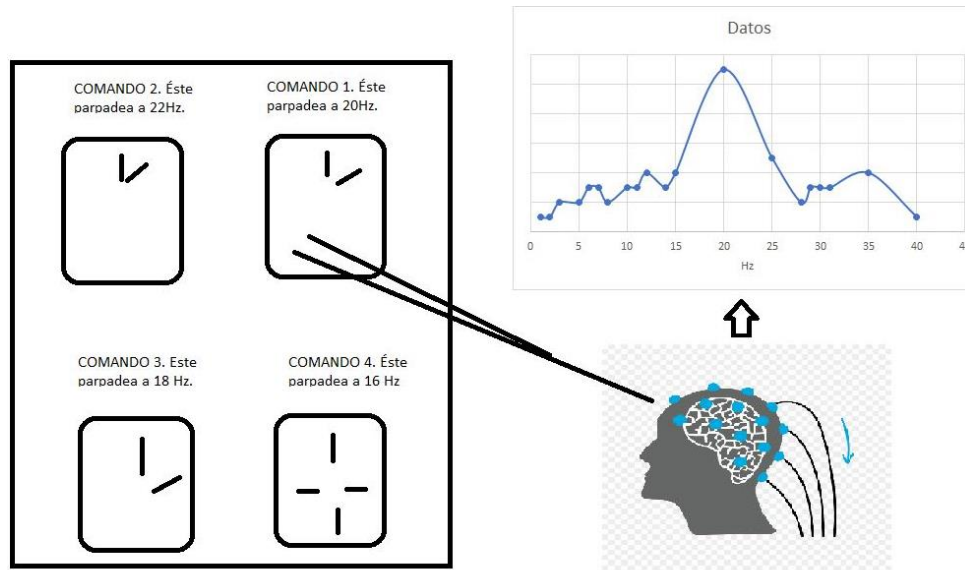 COMANDO 2. Éste
parpadea a 22Hz.
COMANDO 1. Éste
parpadea a 20Hz.
COMANDO 3. Este
parpadea a 18 Hz.
COMANDO 4. Éste
parpadea a 16 Hz
Datos
0 5 10 15 20 25 30 35 40 4
Hz